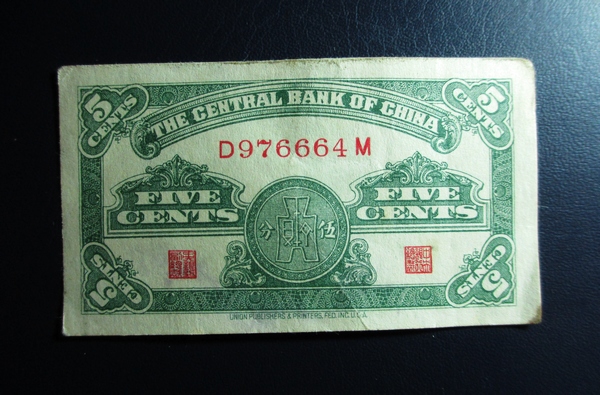 5 CENTS
5 CENTS
THE CENTRAL BANK OF CHINA
D976664M
FIVE CENTS
FIVE CENTS
分 伍
5 CENTS
5 CENTS
UNION PUBLISHERS & PRINTERS, FED. INC. U.S.A.